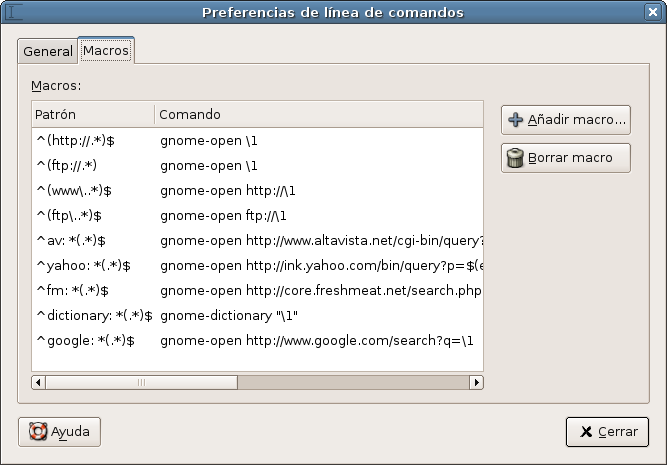 Preferencias de línea de comandos
General Macros
Macros:
Patrón Comando
^(http://.*)$ gnome-open \1
^(ftp://.*) gnome-open \1
^(www\..*)$ gnome-open http://\1
^(ftp\..*)$ gnome-open ftp://\1
^av: *(.*)$ gnome-open http://www.altavista.net/cgi-bin/query?
^yahoo: *(.*)$ gnome-open http://ink.yahoo.com/bin/query?p=$(e
^fm: *(.*)$ gnome-open http://core.freshmeat.net/search.php
^dictionary: *(.*)$ gnome-dictionary "\1"
^google: *(.*)$ gnome-open http://www.google.com/search?q=\1
Añadir macro...
Borrar macro
Ayuda
Cerrar